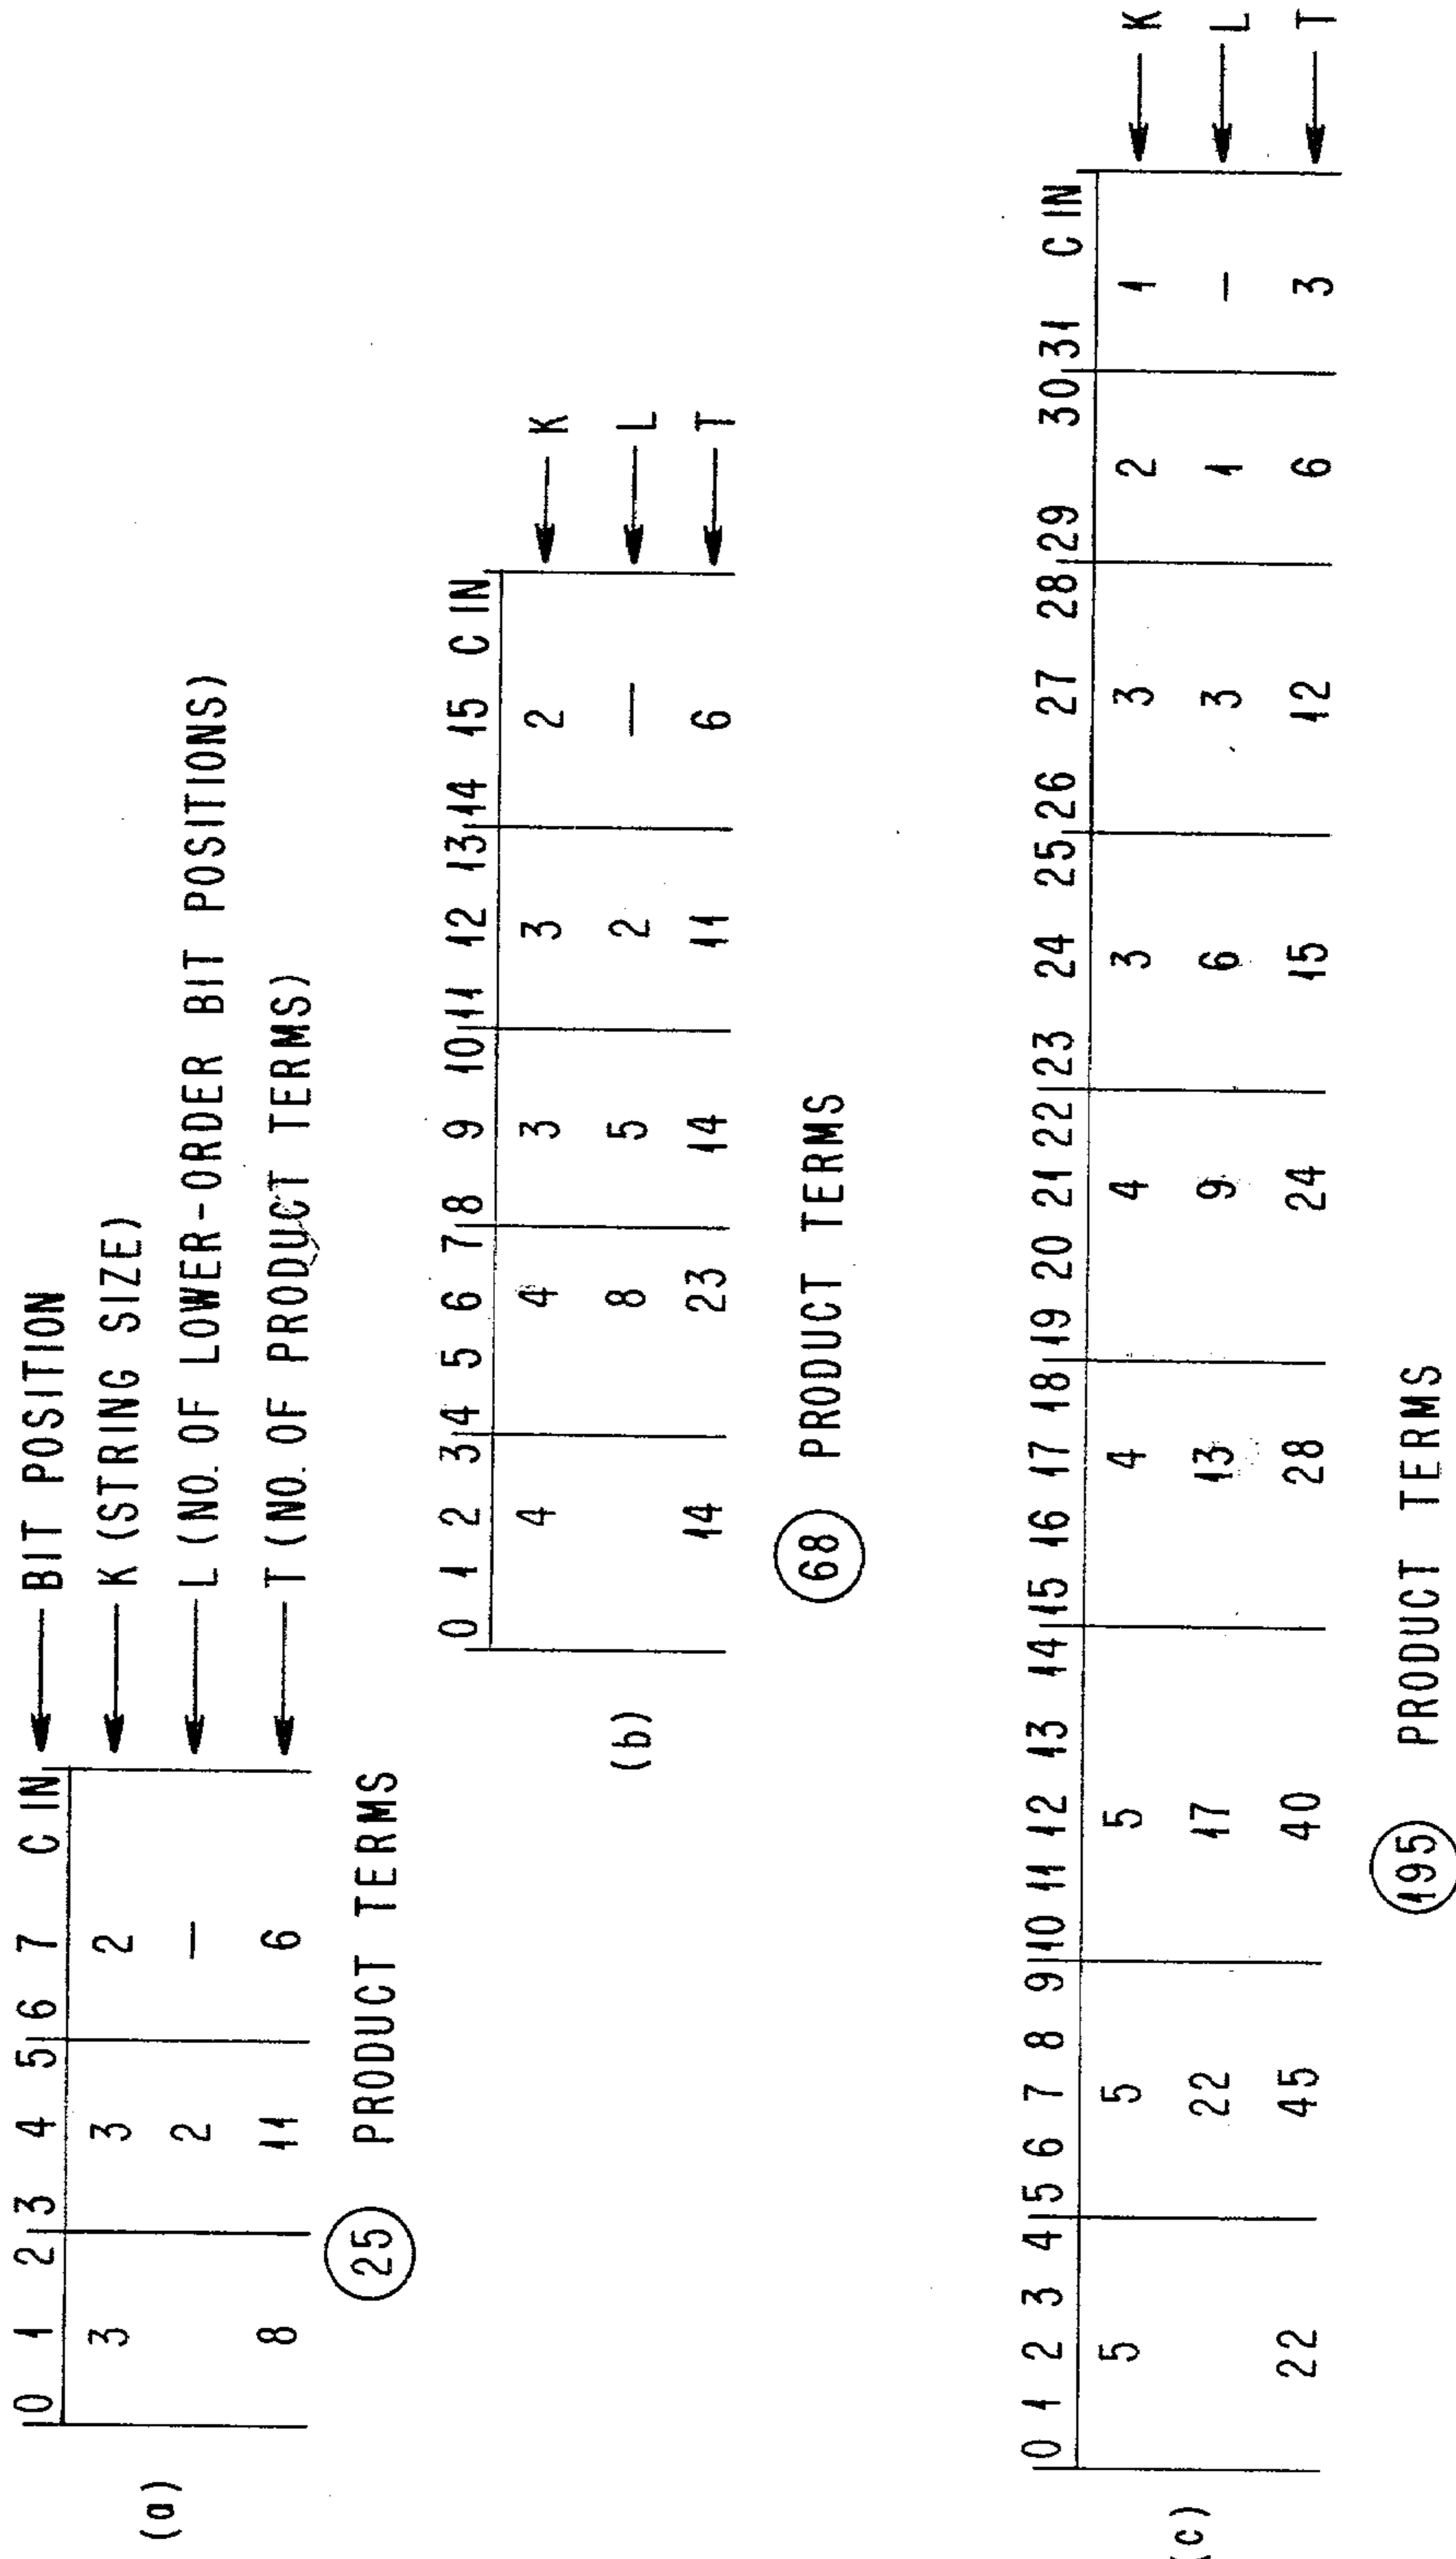 0 1 2 3 4 5 6 7 C IN BIT POSITION
3 3 2 K (STRING SIZE)
2 — L (NO. OF LOWER-ORDER BIT POSITIONS)
8 11 6 T (NO. OF PRODUCT TERMS)
(a)
25 PRODUCT TERMS
0 1 2 3 4 5 6 7 8 9 10 11 12 13 14 15 C IN
4 4 3 3 2 K
8 5 2 — L
14 23 14 11 6 T
(b)
68 PRODUCT TERMS
0 1 2 3 4 5 6 7 8 9 10 11 12 13 14 15 16 17 18 19 20 21 22 23 24 25 26 27 28 29 30 31 C IN
5 5 5 4 4 3 3 2 1 K
22 17 13 9 6 3 1 — L
22 45 40 28 24 15 12 6 3 T
(c)
195 PRODUCT TERMS